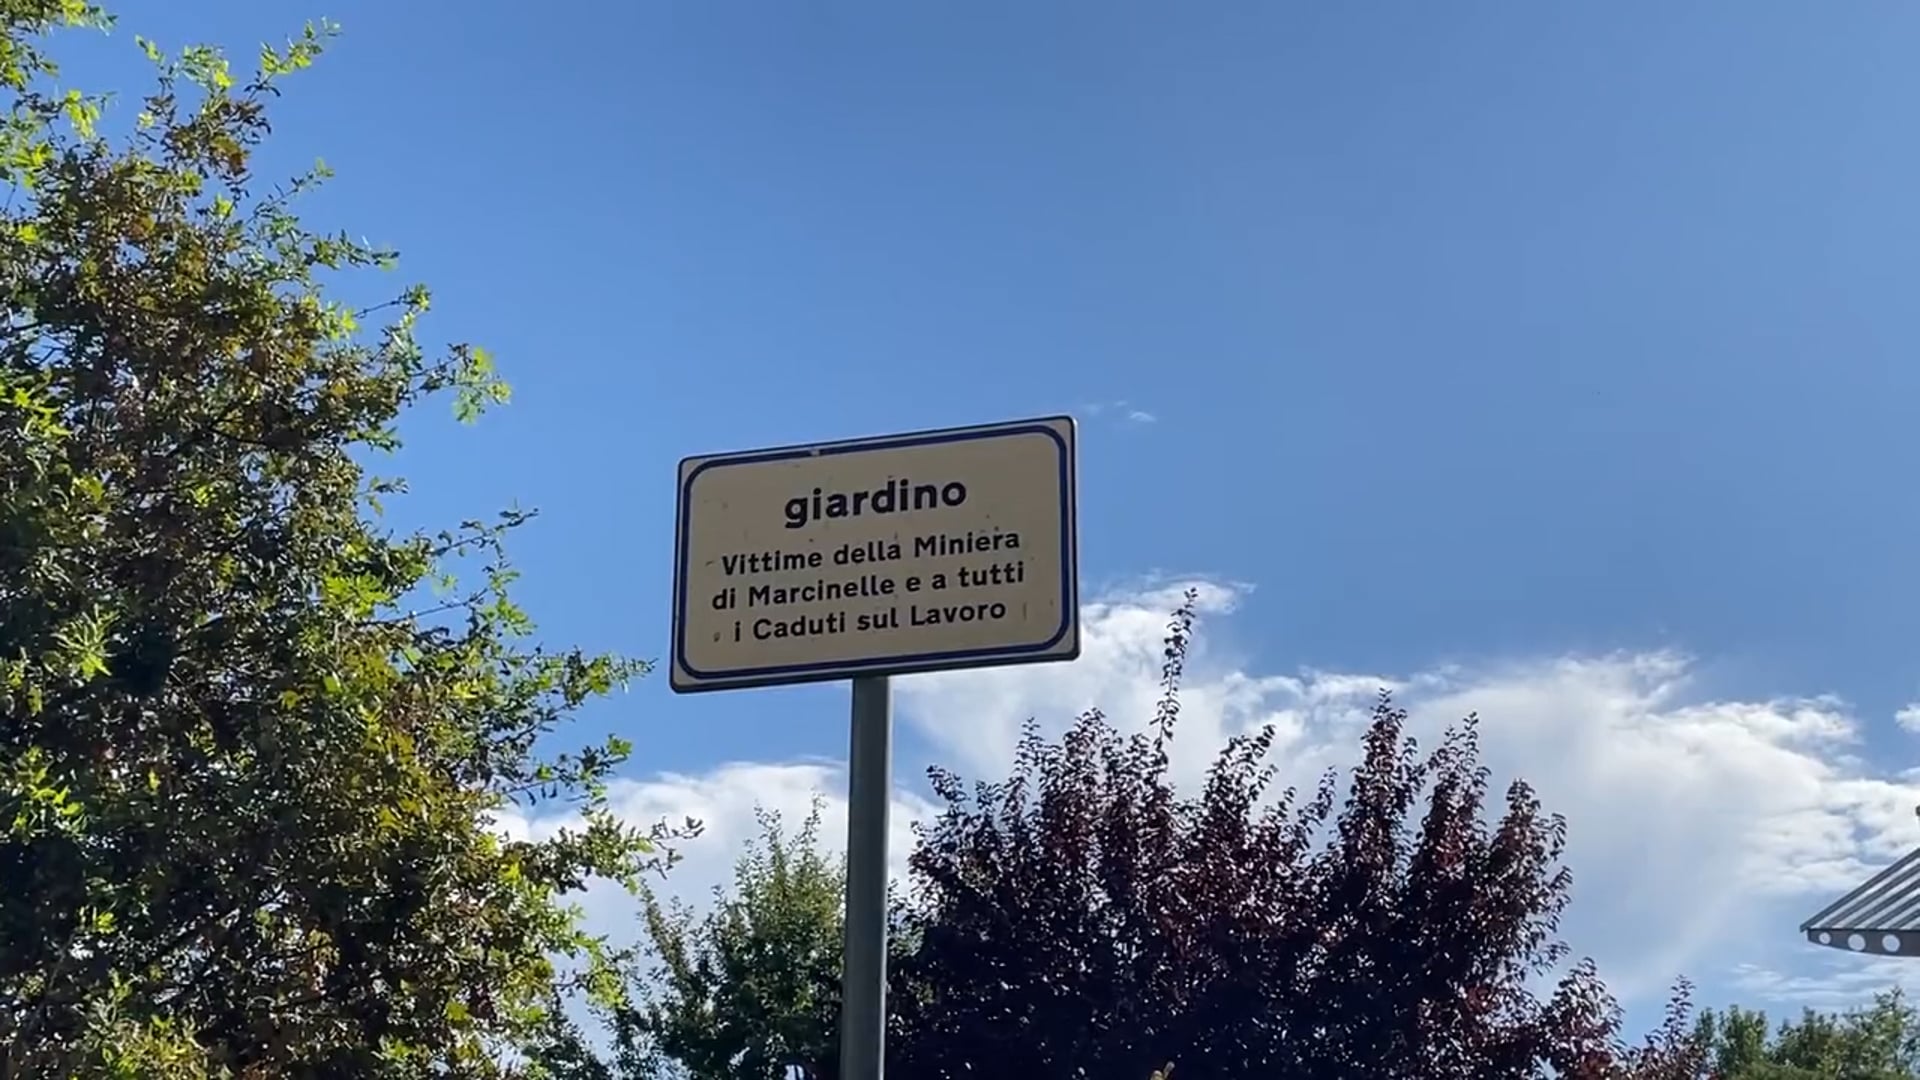 giardino
Vittime della Miniera
di Marcinelle e a tutti
i Caduti sul Lavoro